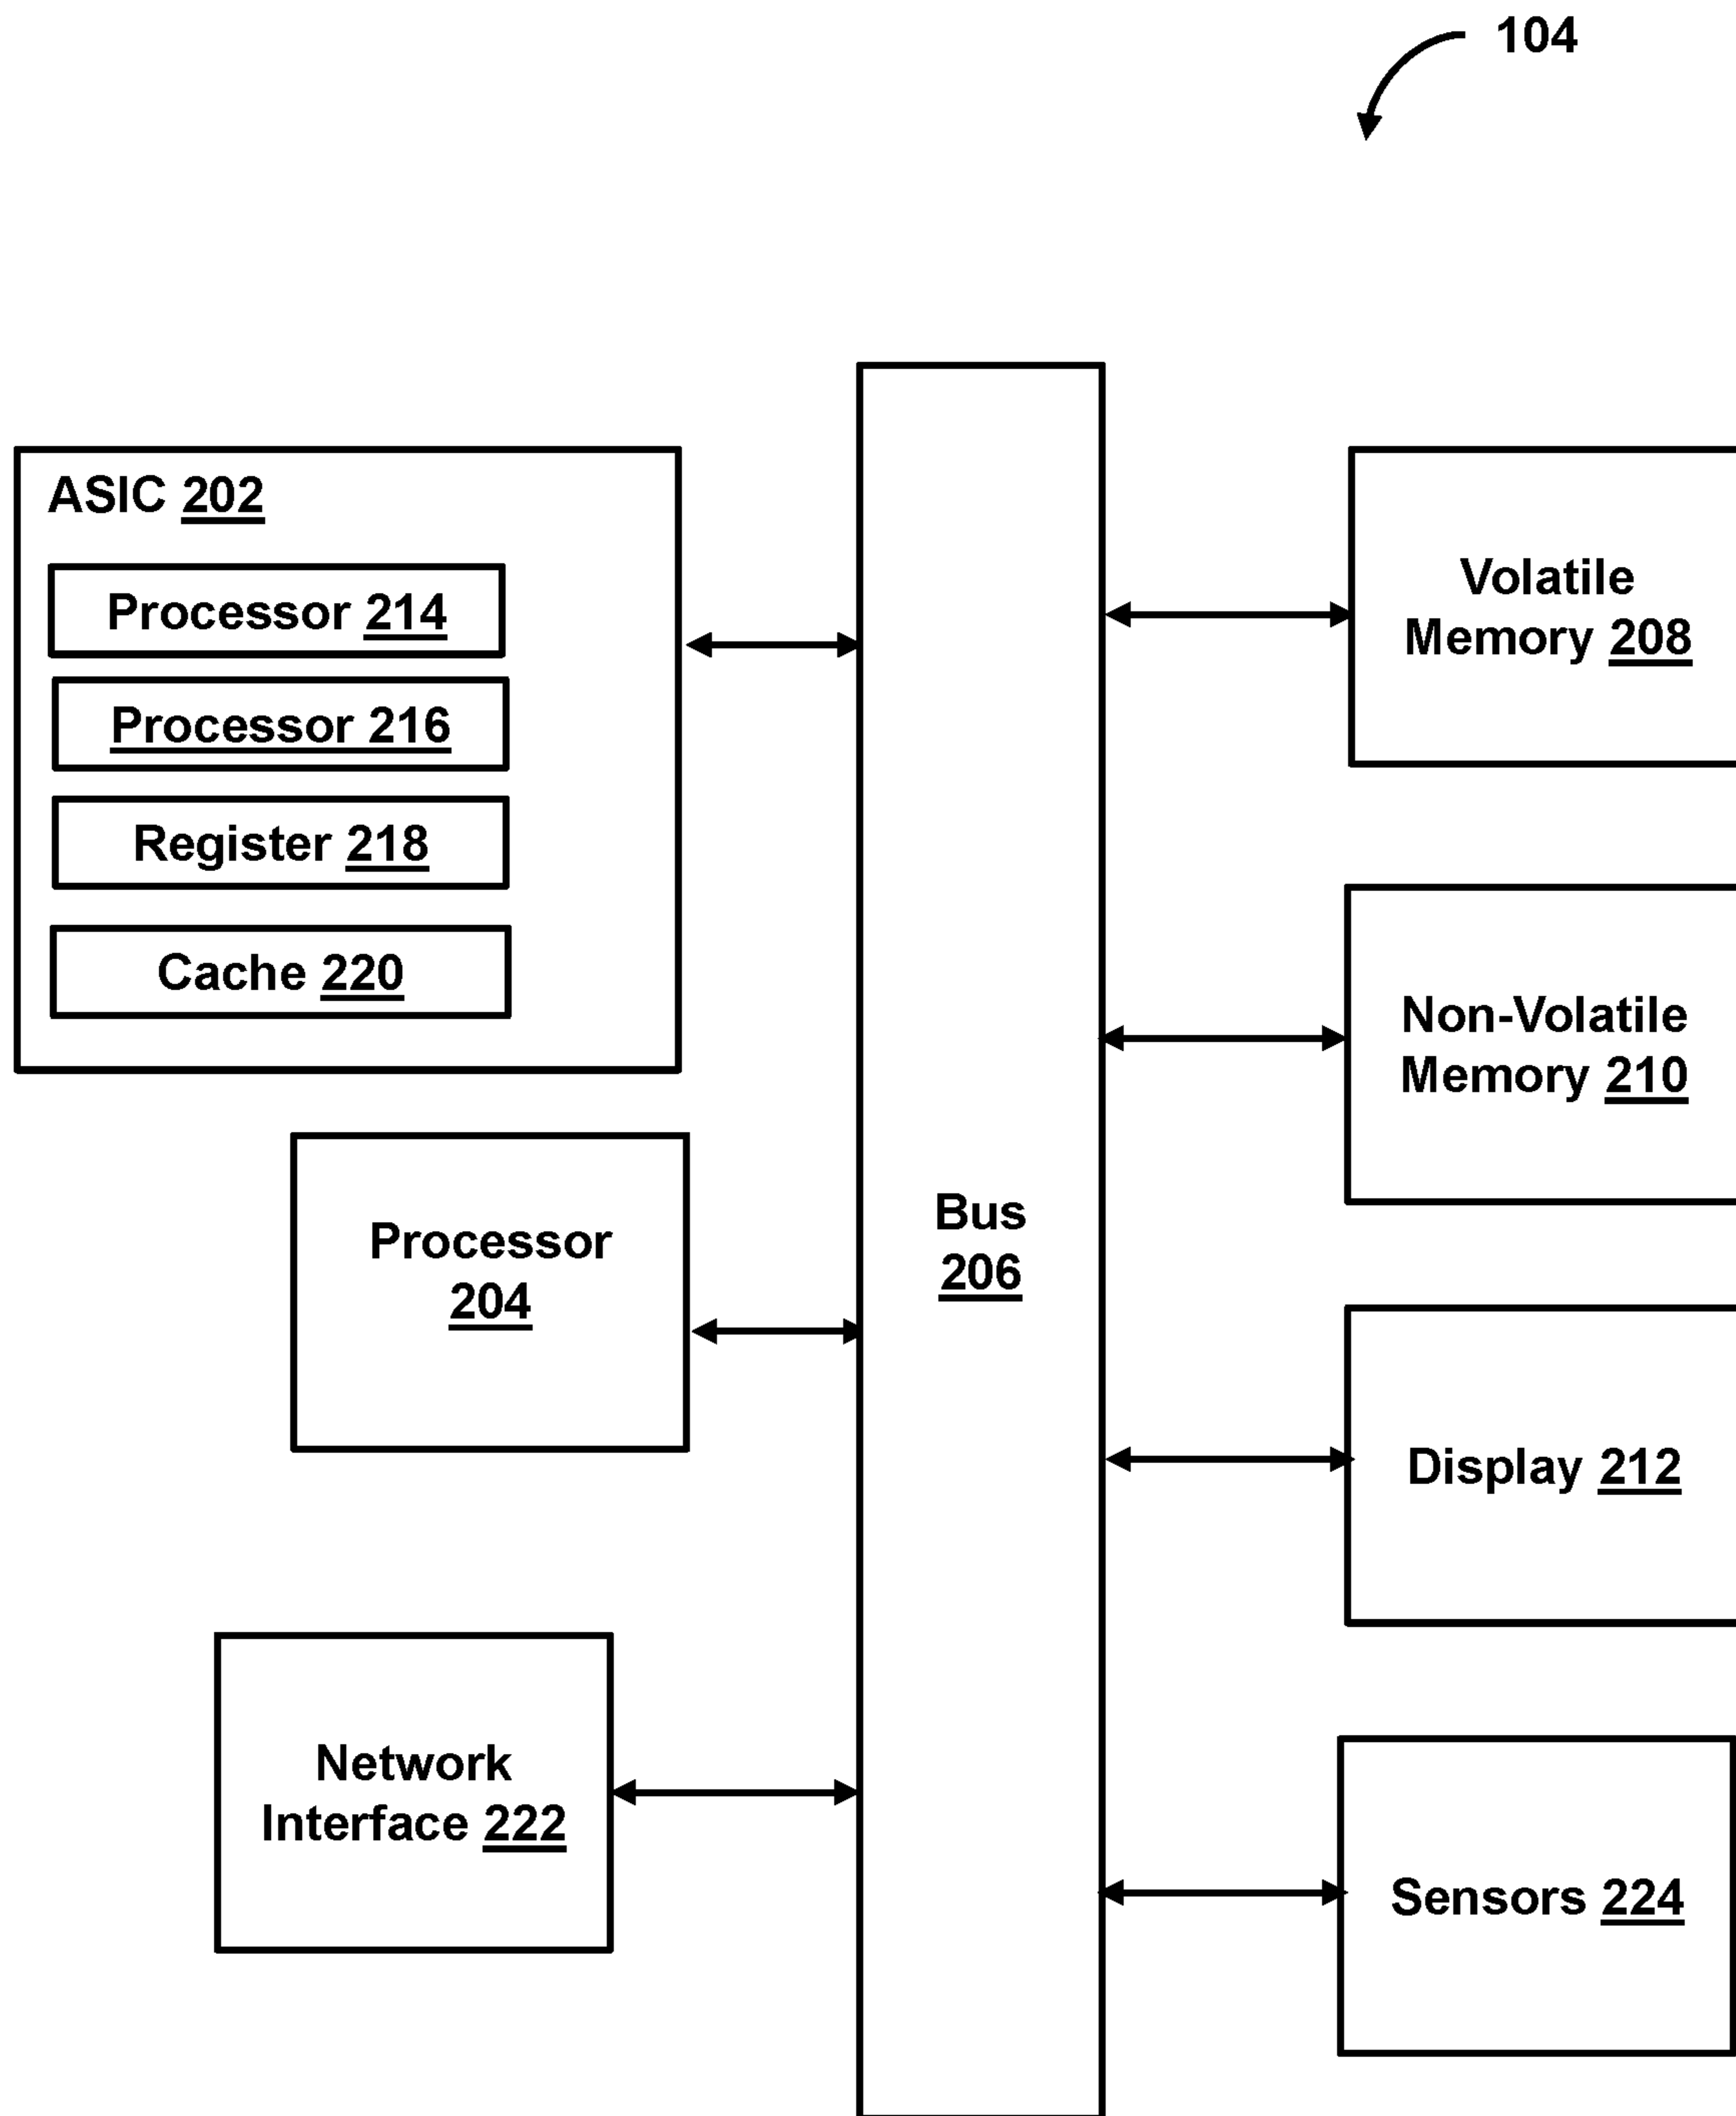 104
ASIC 202
Processor 214
Processor 216
Register 218
Cache 220
Processor
204
Network
Interface 222
Bus
206
Volatile
Memory 208
Non-Volatile
Memory 210
Display 212
Sensors 224